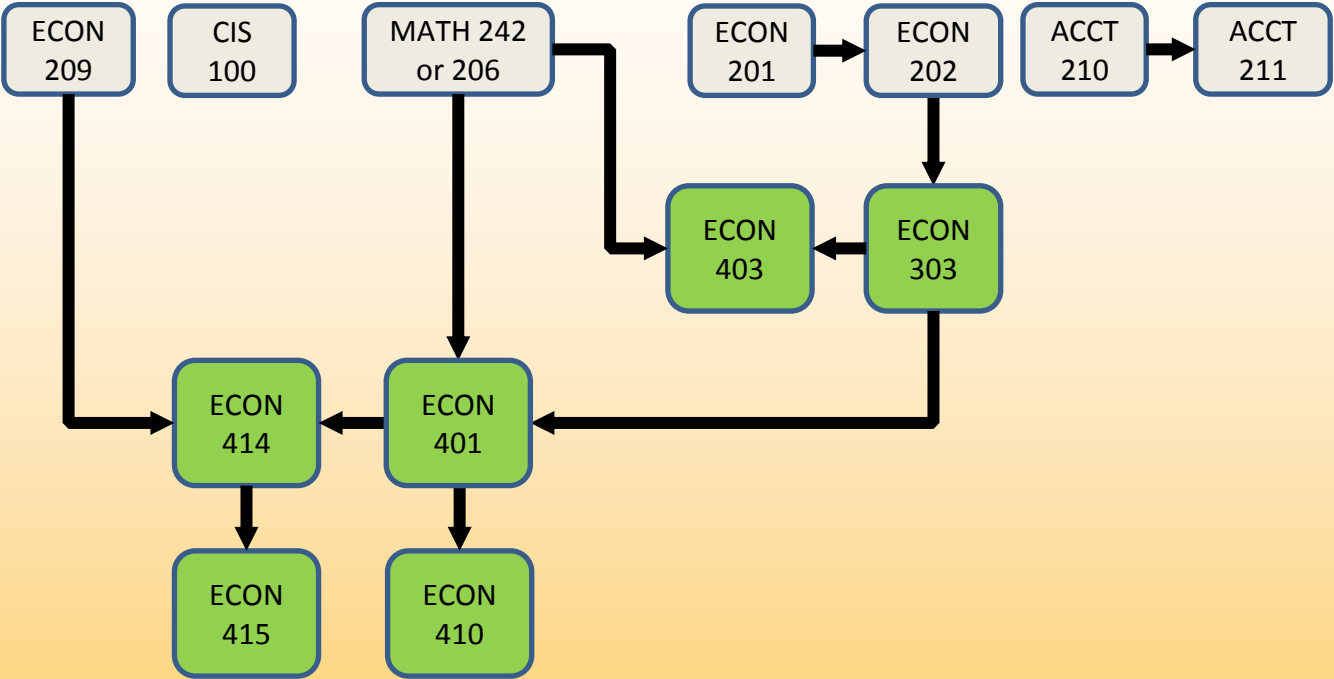 ECON
209
CIS
100
MATH 242
or 206
ECON
201
ECON
202
ACCT
210
ACCT
211
ECON
403
ECON
303
ECON
414
ECON
401
ECON
415
ECON
410